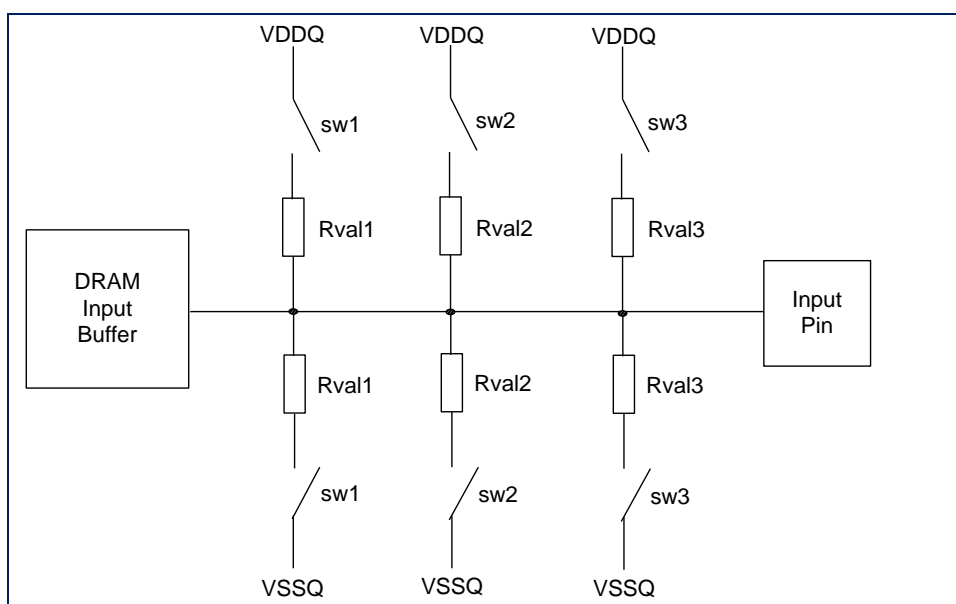 VDDQ VDDQ VDDQ
sw1 sw2 sw3
Rval1 Rval2 Rval3
DRAM
Input
Buffer
Input
Pin
Rval1 Rval2 Rval3
sw1 sw2 sw3
VSSQ VSSQ VSSQ